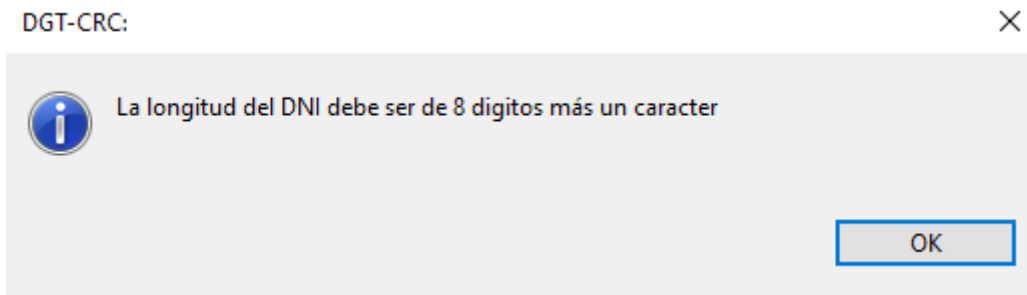 DGT-CRC:
La longitud del DNI debe ser de 8 digitos más un caracter
OK